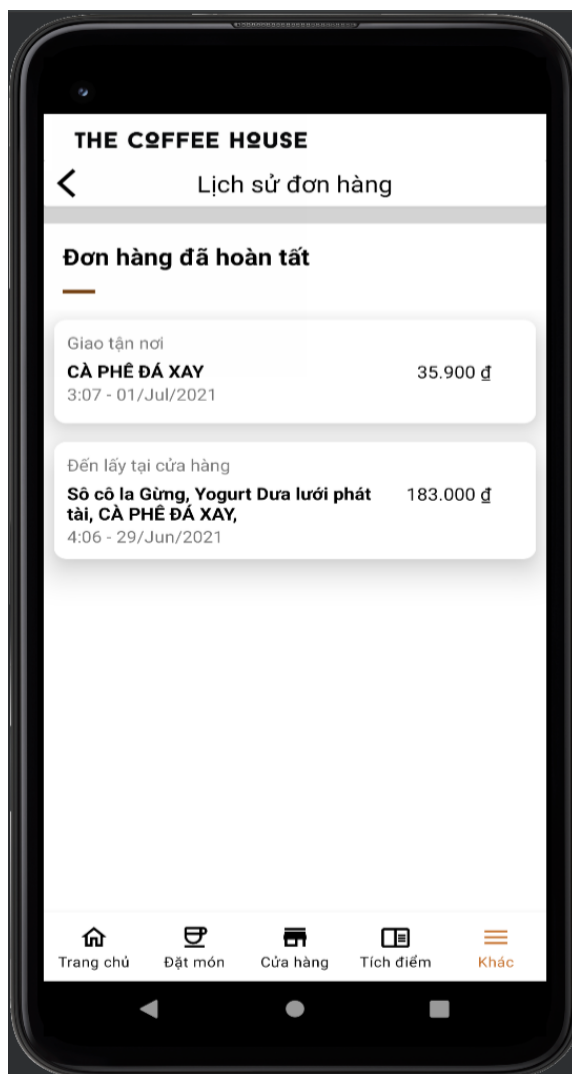 THE COFFEE HOUSE
Lịch sử đơn hàng
Đơn hàng đã hoàn tất
Giao tận nơi
CÀ PHÊ ĐÁ XAY 35.900 ₫
3:07 - 01/Jul/2021
Đến lấy tại cửa hàng
Sô cô la Gừng, Yogurt Dưa lưới phát 183.000 ₫
tài, CÀ PHÊ ĐÁ XAY,
4:06 - 29/Jun/2021
Trang chủ Đặt món Cửa hàng Tích điểm Khác